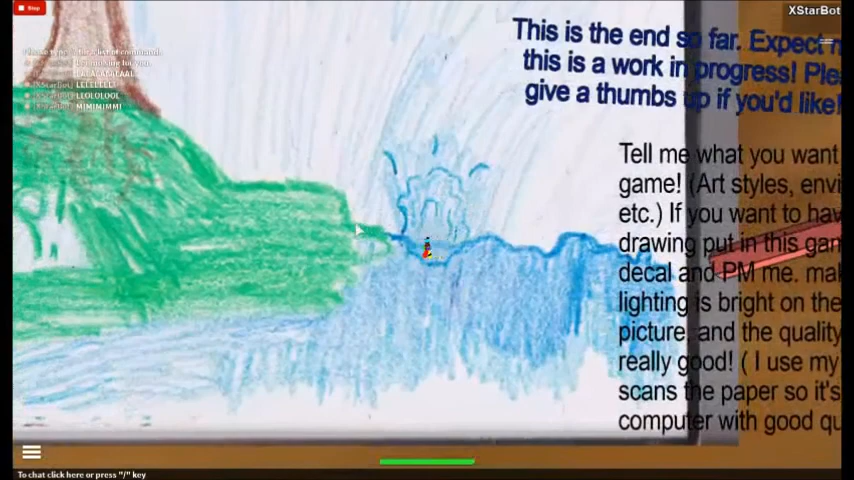 Stop
XStarBot
This is the end so far. Expect
this is a work in progress! Plea
give a thumbs up if you'd like!
LEOLOLOOL
MIMIMIMMI
Tell me what you want
game! (Art styles, envi
etc.) If you want to hav
drawing put in this gam
decal and PM me. mak
lighting is bright on the
picture. and the quality
really good! ( I use my
scans the paper so it's
computer with good qu
To chat click here or press "/" key